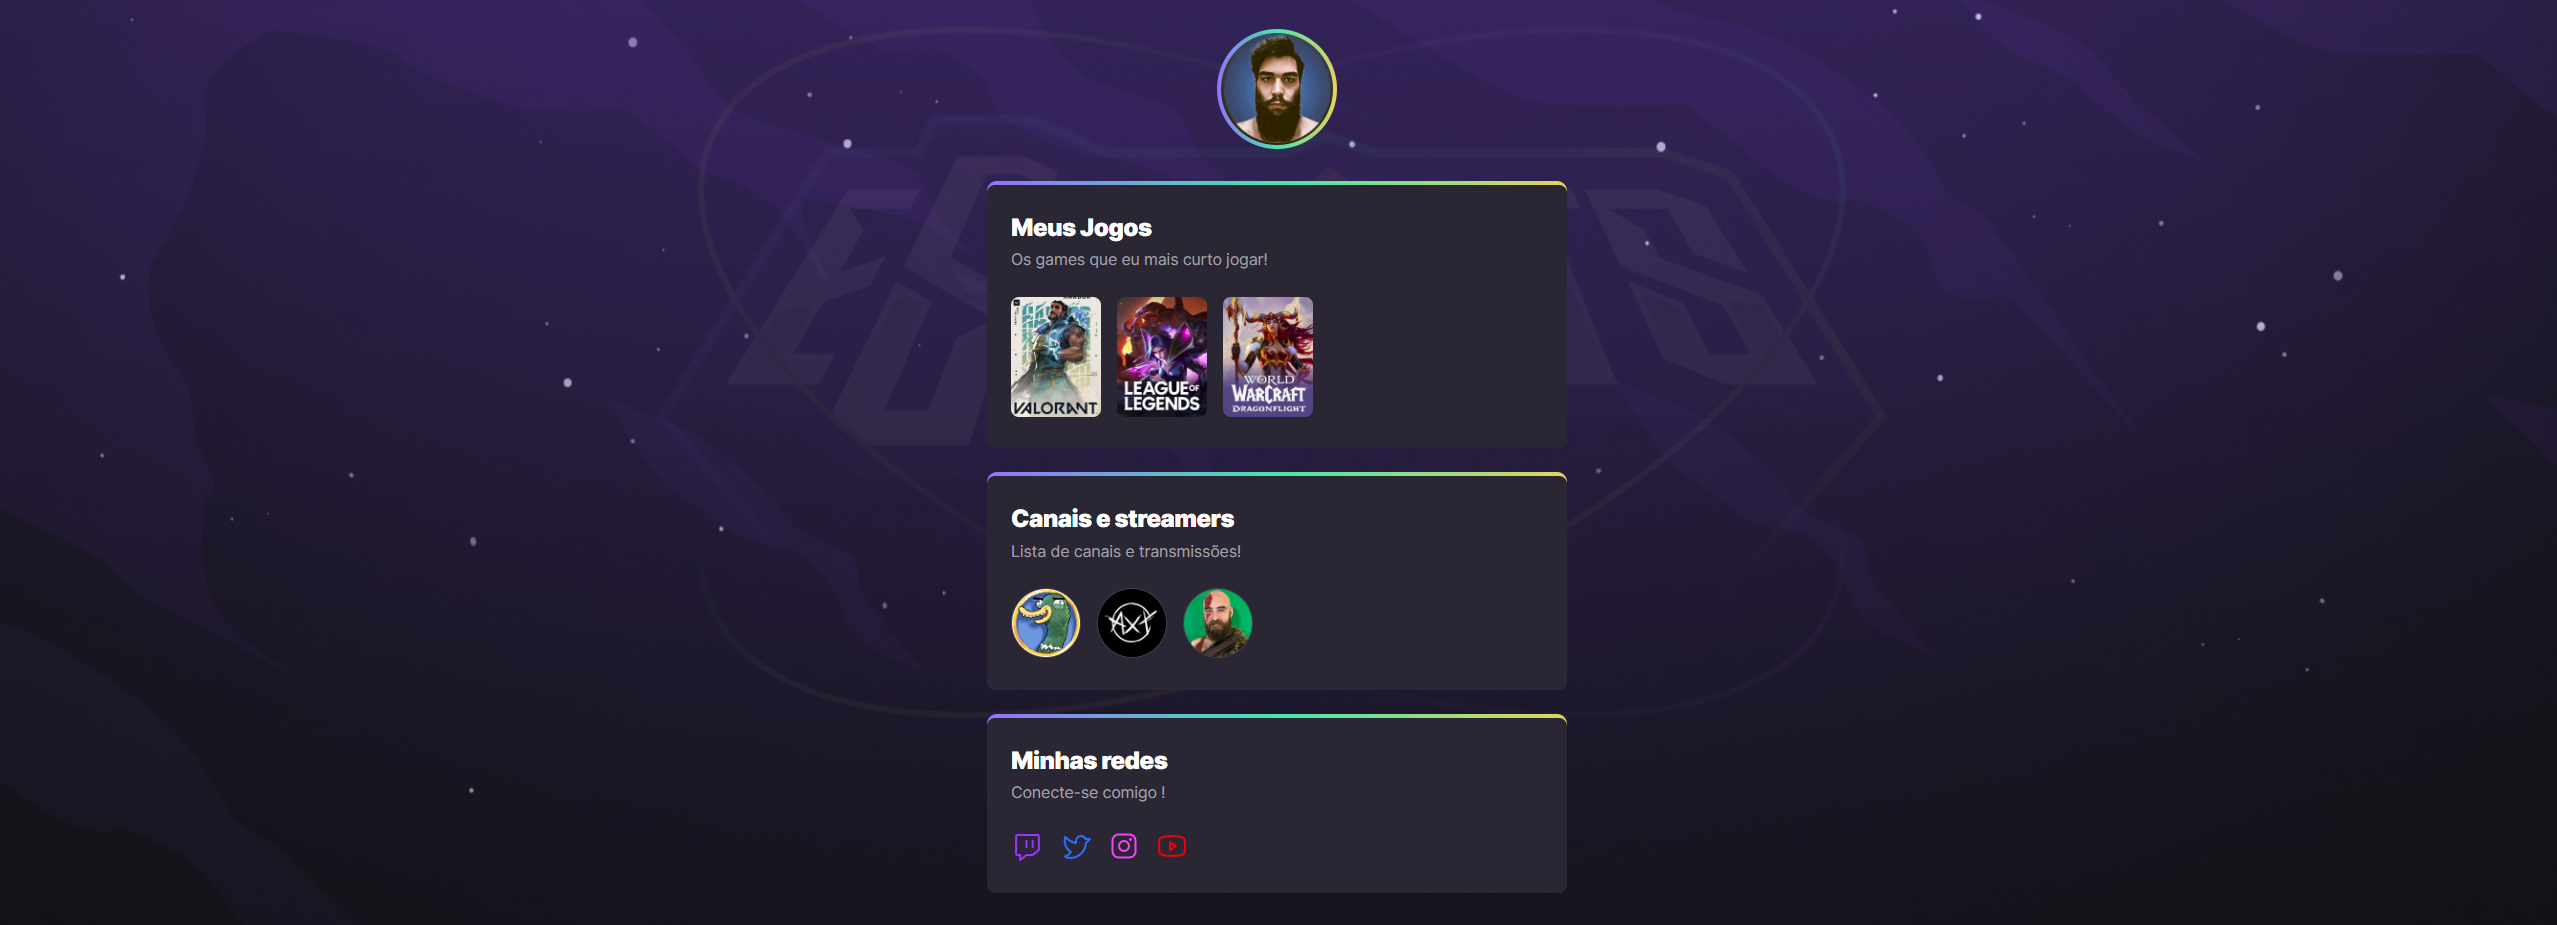 Meus Jogos
Os games que eu mais curto jogar!
VALORANT
LEAGUE OF
LEGENDS
WORLD
WARCRAFT
DRAGONFLIGHT
Canais e streamers
Lista de canais e transmissões!
AXT
Minhas redes
Conecte-se comigo !